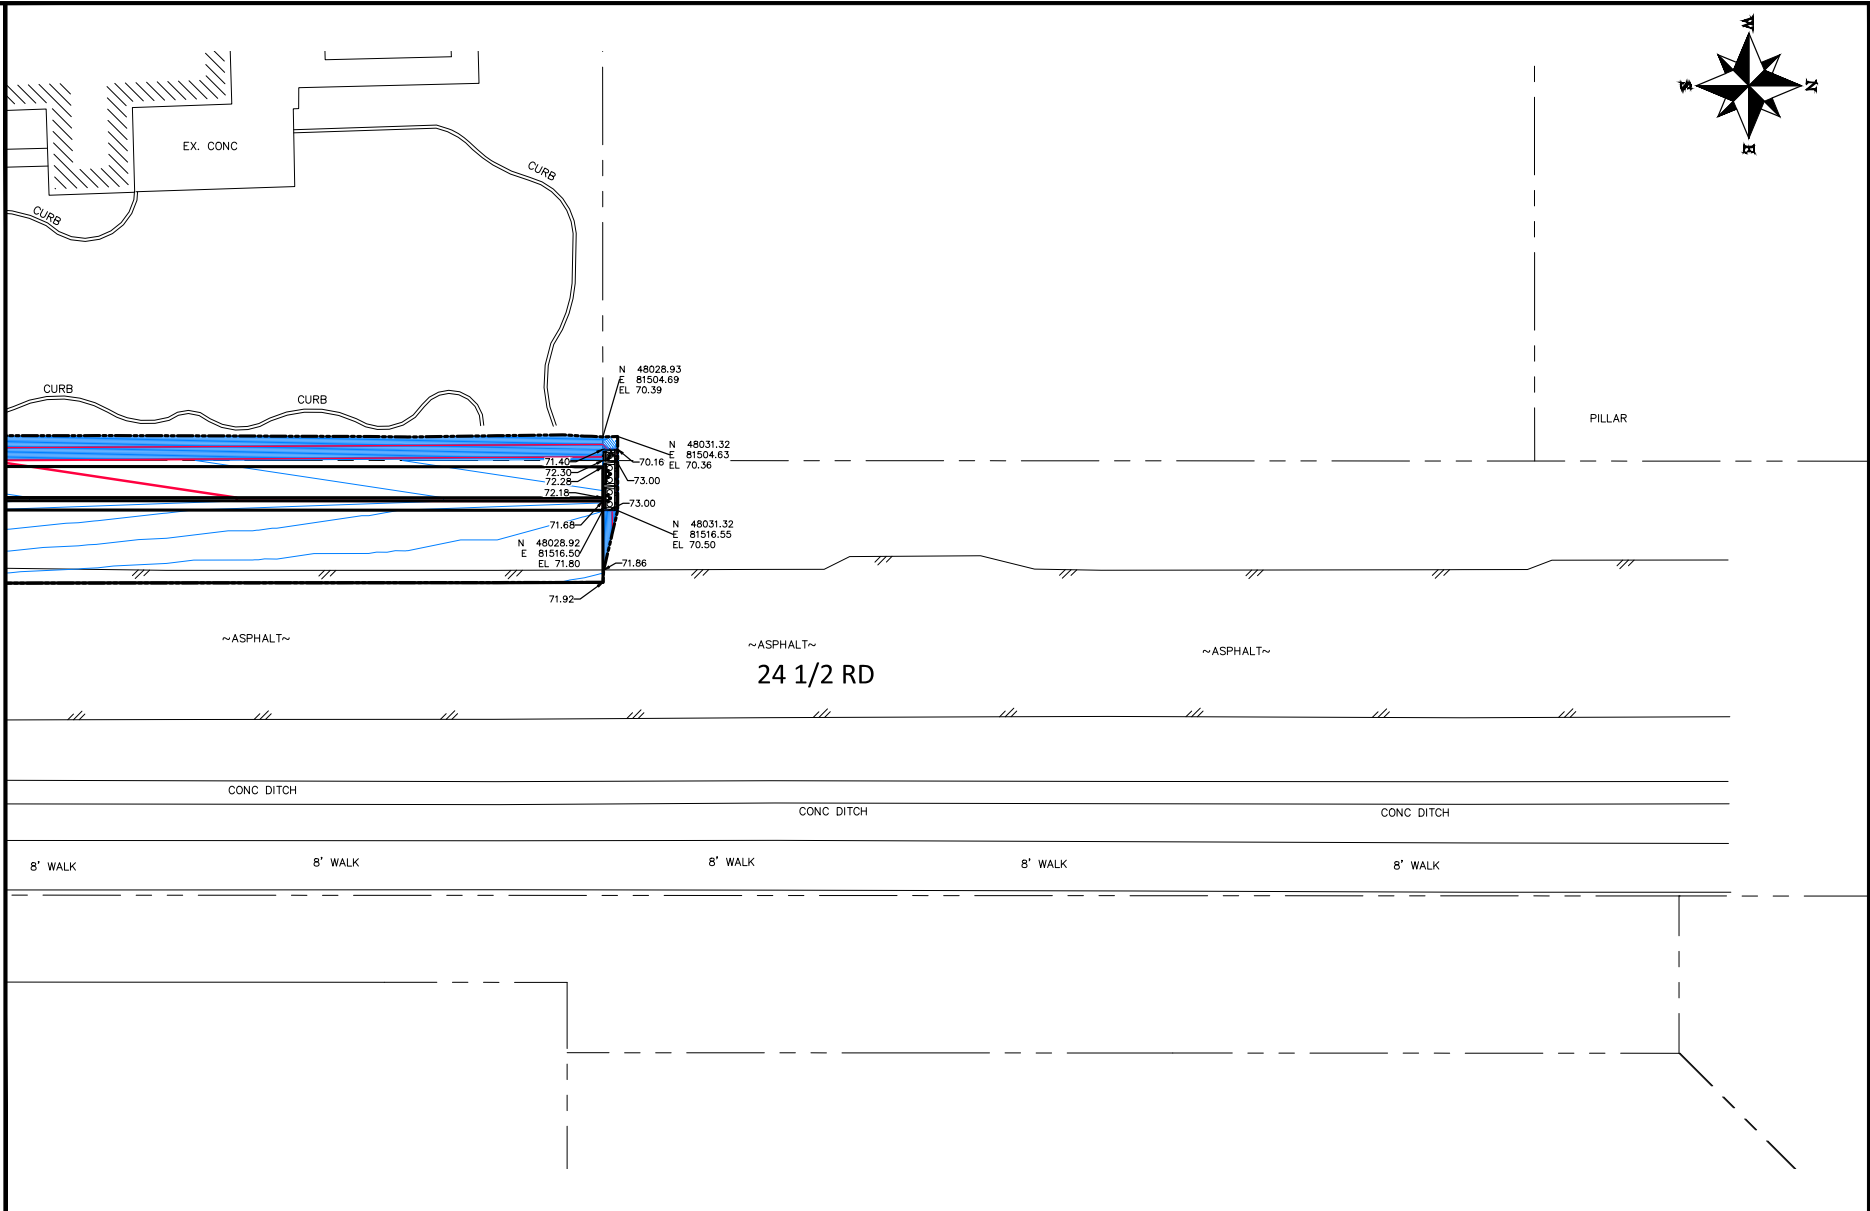 W
S
N
E
EX. CONC
CURB
CURB
CURB
CURB
N 48028.93
E 81504.69
EL 70.39
PILLAR
N 48031.32
E 81504.63
EL 70.36
71.40
70.16
72.30
72.28
73.00
72.18
73.00
71.68
N 48031.32
E 81516.55
EL 70.50
N 48028.92
E 81516.50
EL 71.80
71.86
71.92
~ASPHALT~
~ASPHALT~
~ASPHALT~
24 1/2 RD
CONC DITCH
CONC DITCH
CONC DITCH
8' WALK
8' WALK
8' WALK
8' WALK
8' WALK